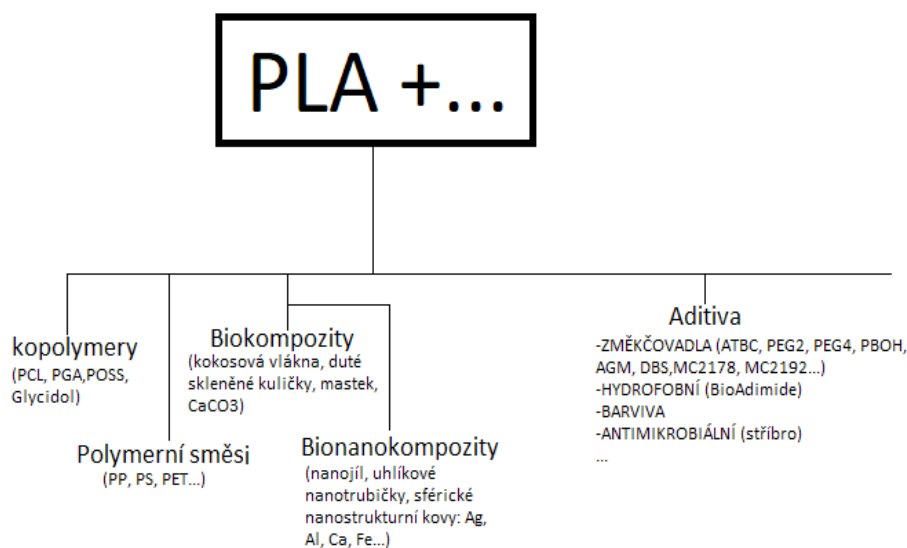 PLA +...
kopolymery
(PCL, PGA,POSS,
Glycidol)
Polymerní směsi
(PP, PS, PET...)
Biokompozity
(kokosová vlákna, duté
skleněné kuličky, mastek,
CaCO3)
Bionanokompozity
(nanojíl, uhlíkové
nanotrubičky, sférické
nanostrukturní kovy: Ag,
Al, Ca, Fe...)
Aditiva
-ZMĚKČOVADLA (ATBC, PEG2, PEG4, PBOH,
AGM, DBS,MC2178, MC2192...)
-HYDROFOBNÍ (BioAdimide)
-BARVIVA
-ANTIMIKROBIÁLNÍ (stříbro)
...